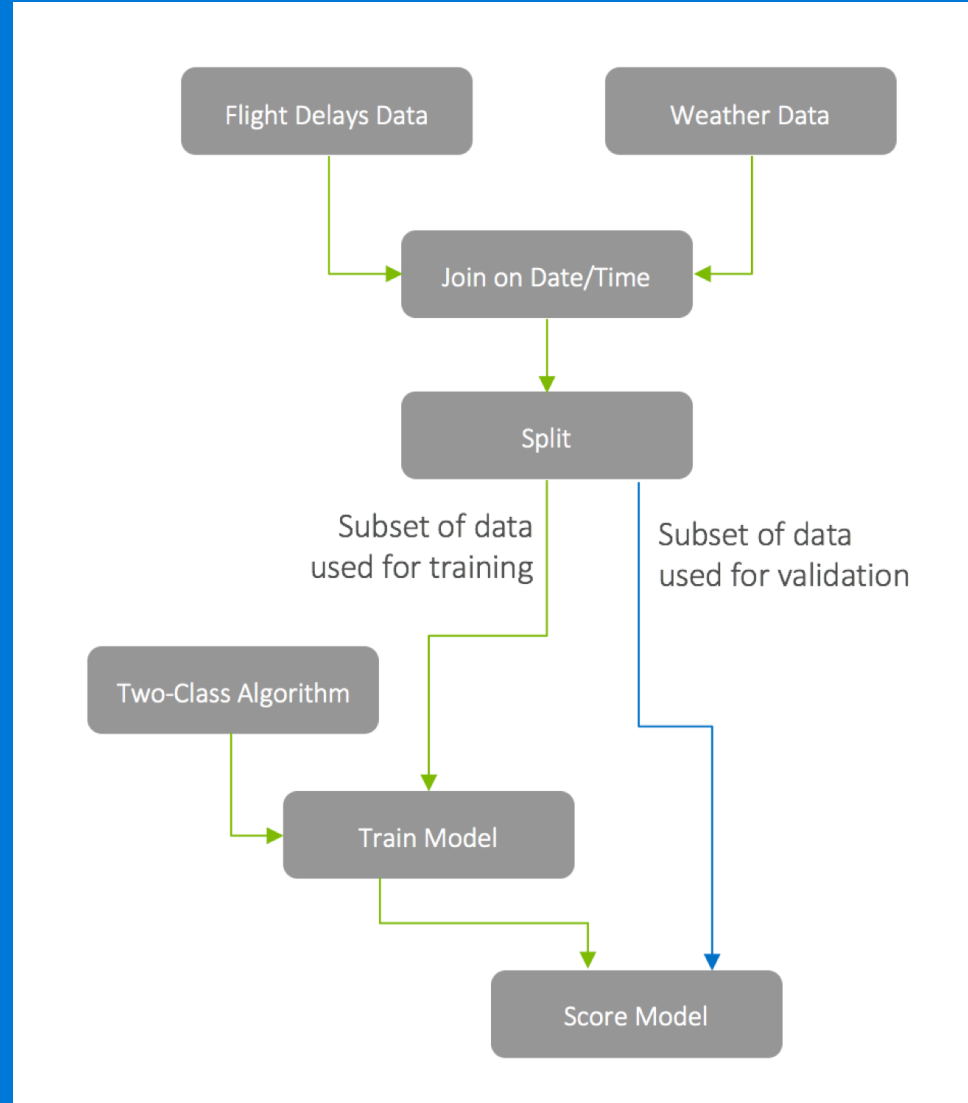 Flight Delays Data
Weather Data
Join on Date/Time
Split
Subset of data
used for training
Subset of data
used for validation
Two-Class Algorithm
Train Model
Score Model